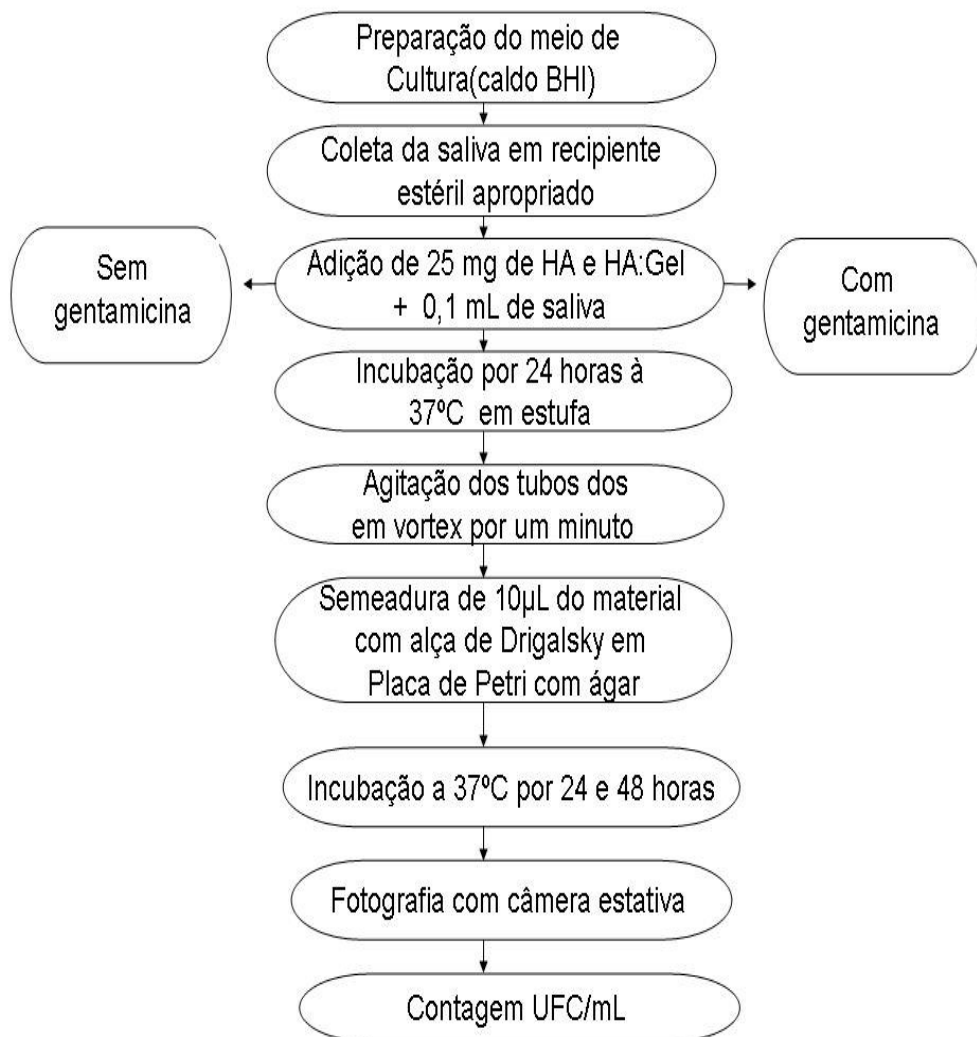 Preparação do meio de
Cultura(caldo BHI)
Coleta da saliva em recipiente
estéril apropriado
Sem
gentamicina
Adição de 25 mg de HA e HA:Gel
+ 0,1 mL de saliva
Com
gentamicina
Incubação por 24 horas à
37ºC em estufa
Agitação dos tubos dos
em vortex por um minuto
Semeadura de 10µL do material
com alça de Drigalsky em
Placa de Petri com ágar
Incubação a 37ºC por 24 e 48 horas
Fotografia com câmera estativa
Contagem UFC/mL